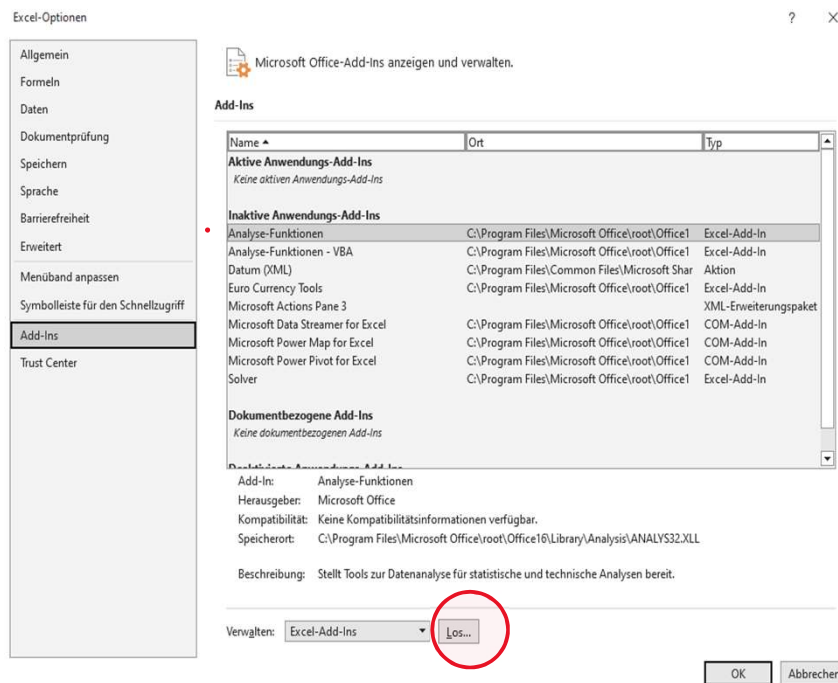 Excel-Optionen
?
Allgemein
Formeln
Daten
Dokumentprüfung
Speichern
Sprache
Barrierefreiheit
Erweitert
Menüband anpassen
Symbolleiste für den Schnellzugriff
Add-Ins
Trust Center
Microsoft Office-Add-Ins anzeigen und verwalten.
Add-Ins
Name Ort Typ
Aktive Anwendungs-Add-Ins
Keine aktiven Anwendungs-Add-Ins
Inaktive Anwendungs-Add-Ins
Analyse-Funktionen C:\Program Files\Microsoft Office\root\Office1 Excel-Add-In
Analyse-Funktionen - VBA C:\Program Files\Microsoft Office\root\Office1 Excel-Add-In
Datum (XML) C:\Program Files\Common Files\Microsoft Shar Aktion
Euro Currency Tools C:\Program Files\Microsoft Office\root\Office1 Excel-Add-In
Microsoft Actions Pane 3 XML-Erweiterungspaket
Microsoft Data Streamer for Excel C:\Program Files\Microsoft Office\root\Office1 COM-Add-In
Microsoft Power Map for Excel C:\Program Files\Microsoft Office\root\Office1 COM-Add-In
Microsoft Power Pivot for Excel C:\Program Files\Microsoft Office\root\Office1 COM-Add-In
Solver C:\Program Files\Microsoft Office\root\Office1 Excel-Add-In
Dokumentbezogene Add-Ins
Keine dokumentbezogenen Add-Ins
Deaktivierte Anwendungs-Add-Ins
Add-In: Analyse-Funktionen
Herausgeber: Microsoft Office
Kompatibilität: Keine Kompatibilitätsinformationen verfügbar.
Speicherort: C:\Program Files\Microsoft Office\root\Office16\Library\Analysis\ANALYS32.XLL
Beschreibung: Stellt Tools zur Datenanalyse für statistische und technische Analysen bereit.
Verwalten: Excel-Add-Ins Los...
OK Abbrechen